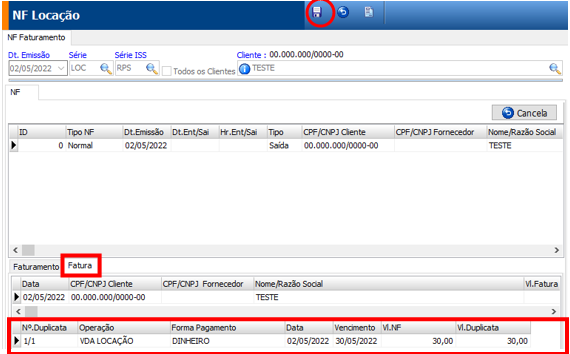 NF Locação
NF Faturamento
Dt. Emissão Série Série ISS Cliente : 00.000.000/0000-00
02/05/2022 LOC RPS Todos os Clientes TESTE
NF
Cancela
ID Tipo NF Dt.Emissão Dt.Ent/Sai Hr.Ent/Sai Tipo CPF/CNPJ Cliente CPF/CNPJ Fornecedor Nome/Razão Social
0 Normal 02/05/2022 Saída 00.000.000/0000-00 TESTE
Faturamento Fatura
Data CPF/CNPJ Cliente CPF/CNPJ Fornecedor Nome/Razão Social Vl.Fatura
02/05/2022 00.000.000/0000-00 TESTE
Nº.Duplicata Operação Forma Pagamento Data Vencimento Vl.NF Vl.Duplicata
1/1 VDA LOCAÇÃO DINHEIRO 02/05/2022 30/05/2022 30,00 30,00